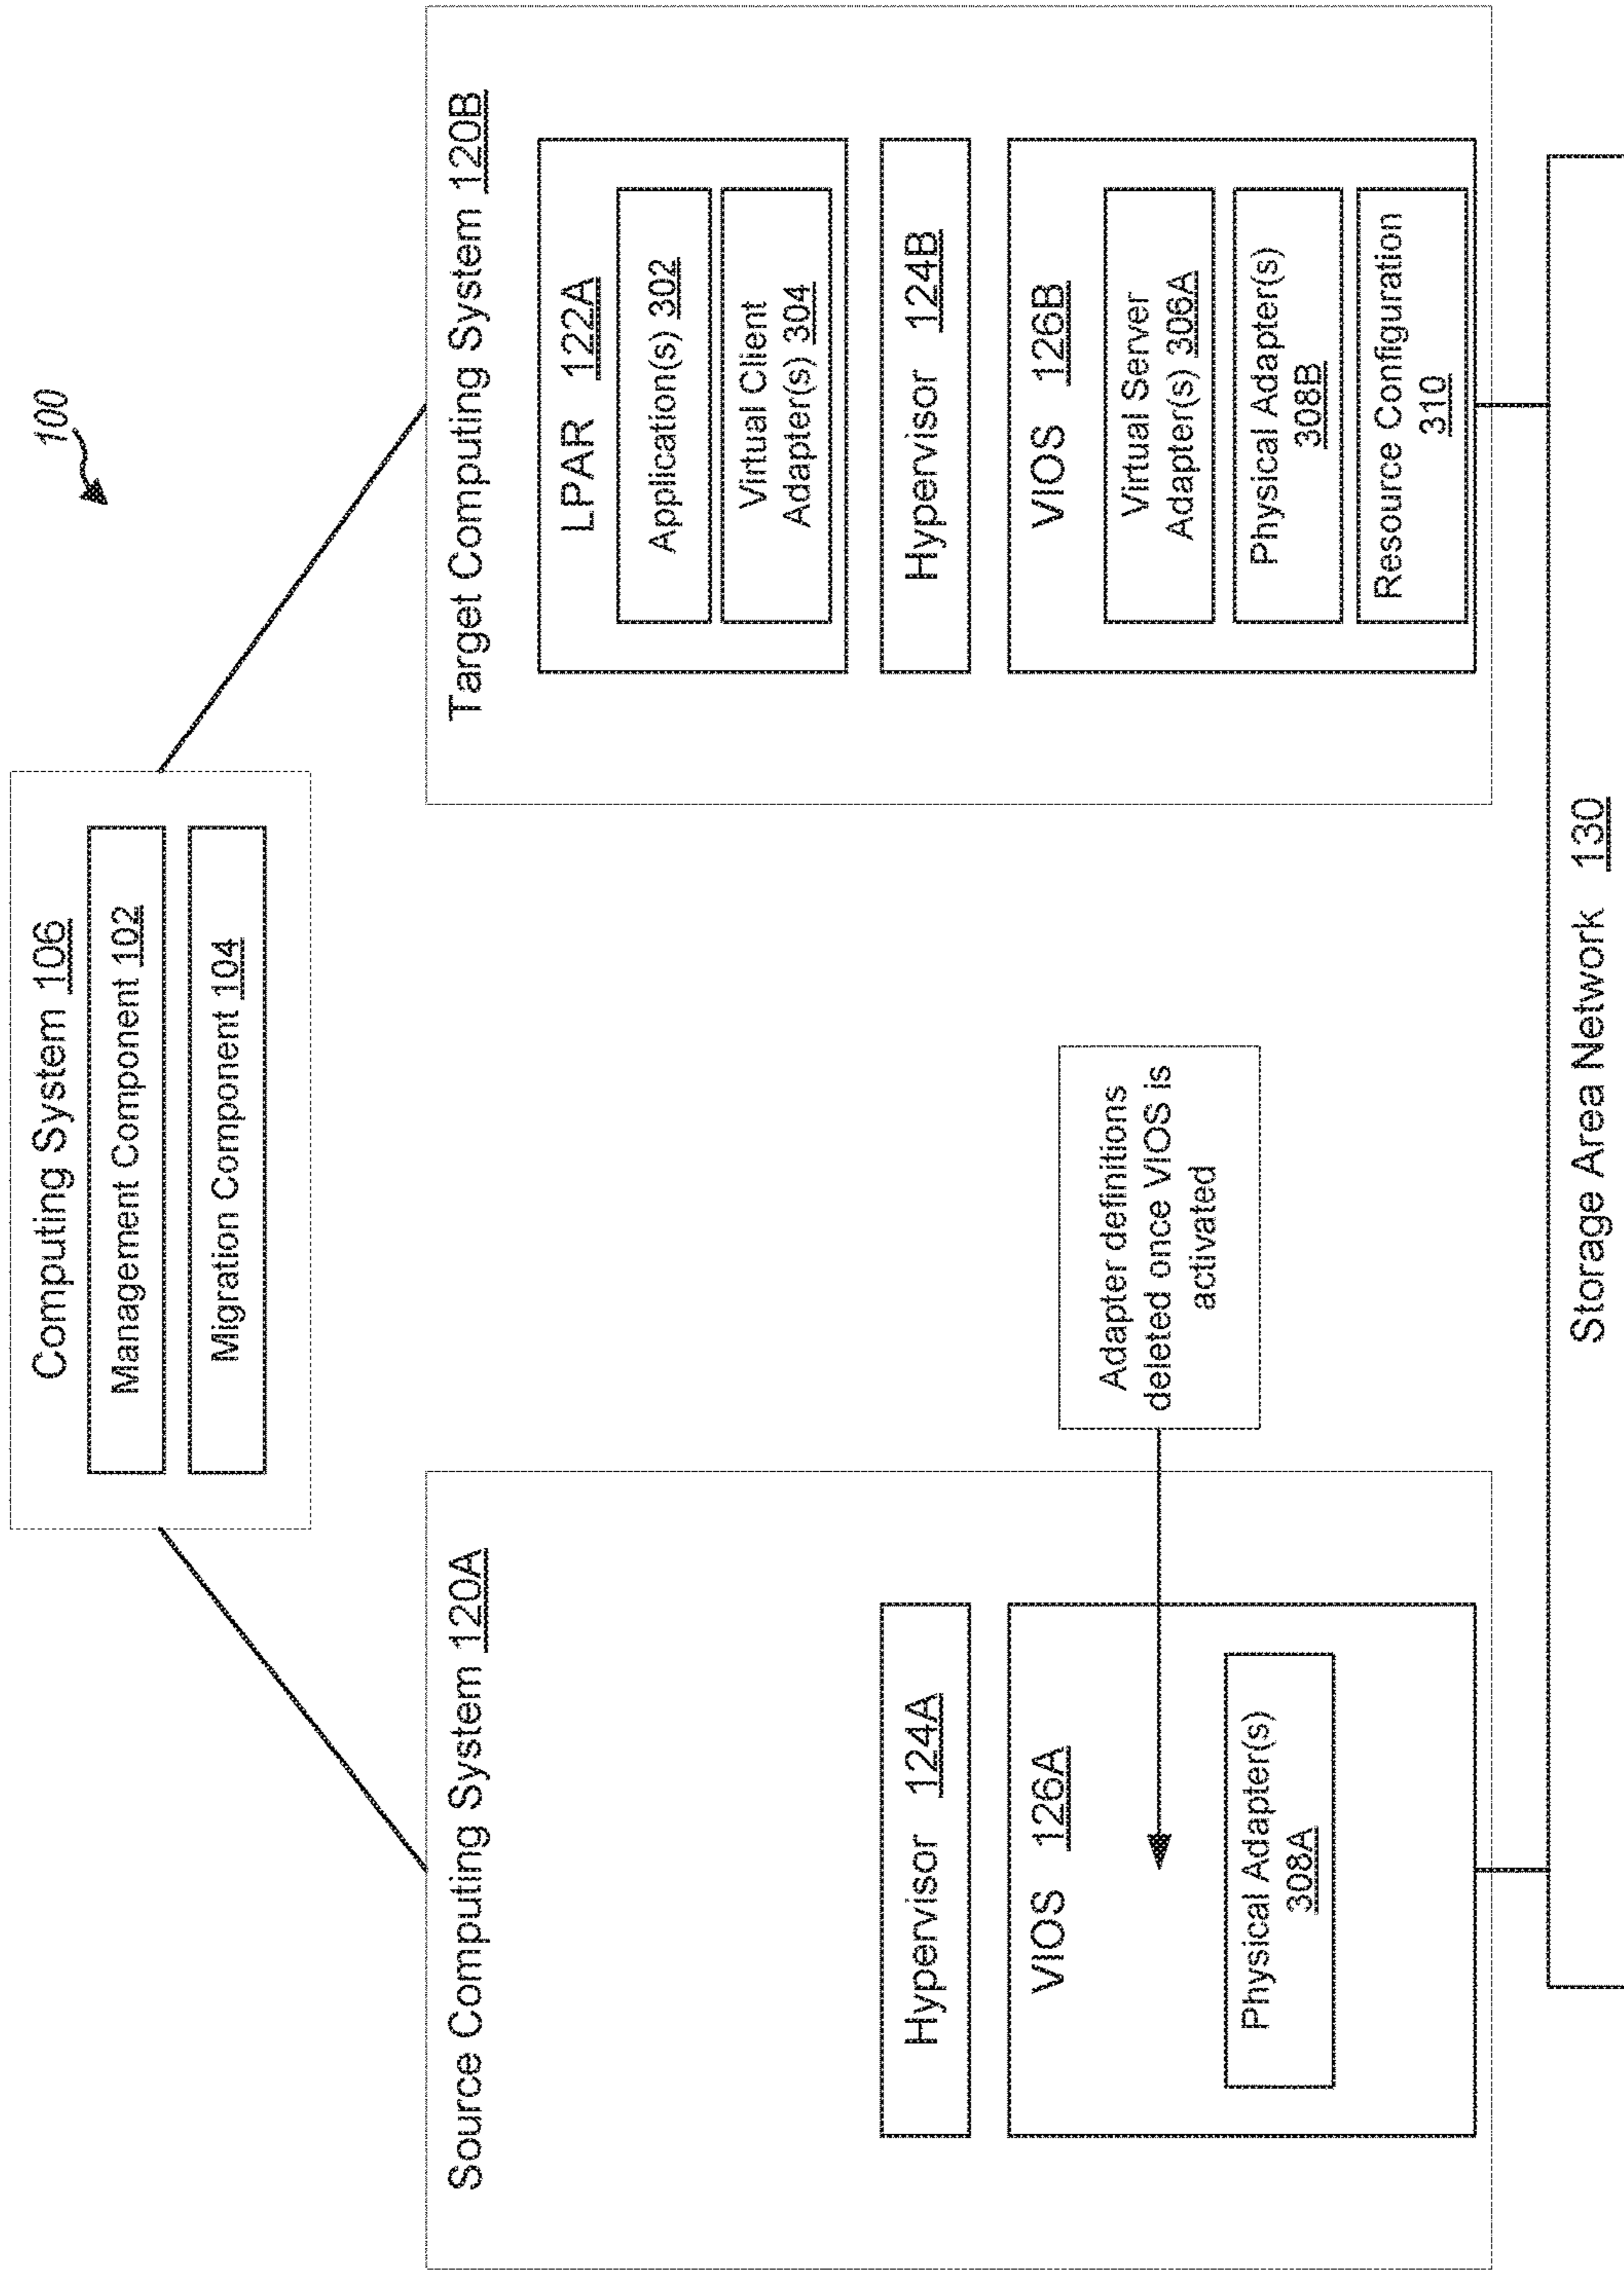 100
Computing System 106
Management Component 102
Migration Component 104
Source Computing System 120A
Hypervisor 124A
VIOS 126A
Physical Adapter(s)
308A
Adapter definitions
deleted once VIOS is
activated
Target Computing System 120B
LPAR 122A
Application(s) 302
Virtual Client
Adapter(s) 304
Hypervisor 124B
VIOS 126B
Virtual Server
Adapter(s) 306A
Physical Adapter(s)
308B
Resource Configuration
310
Storage Area Network 130